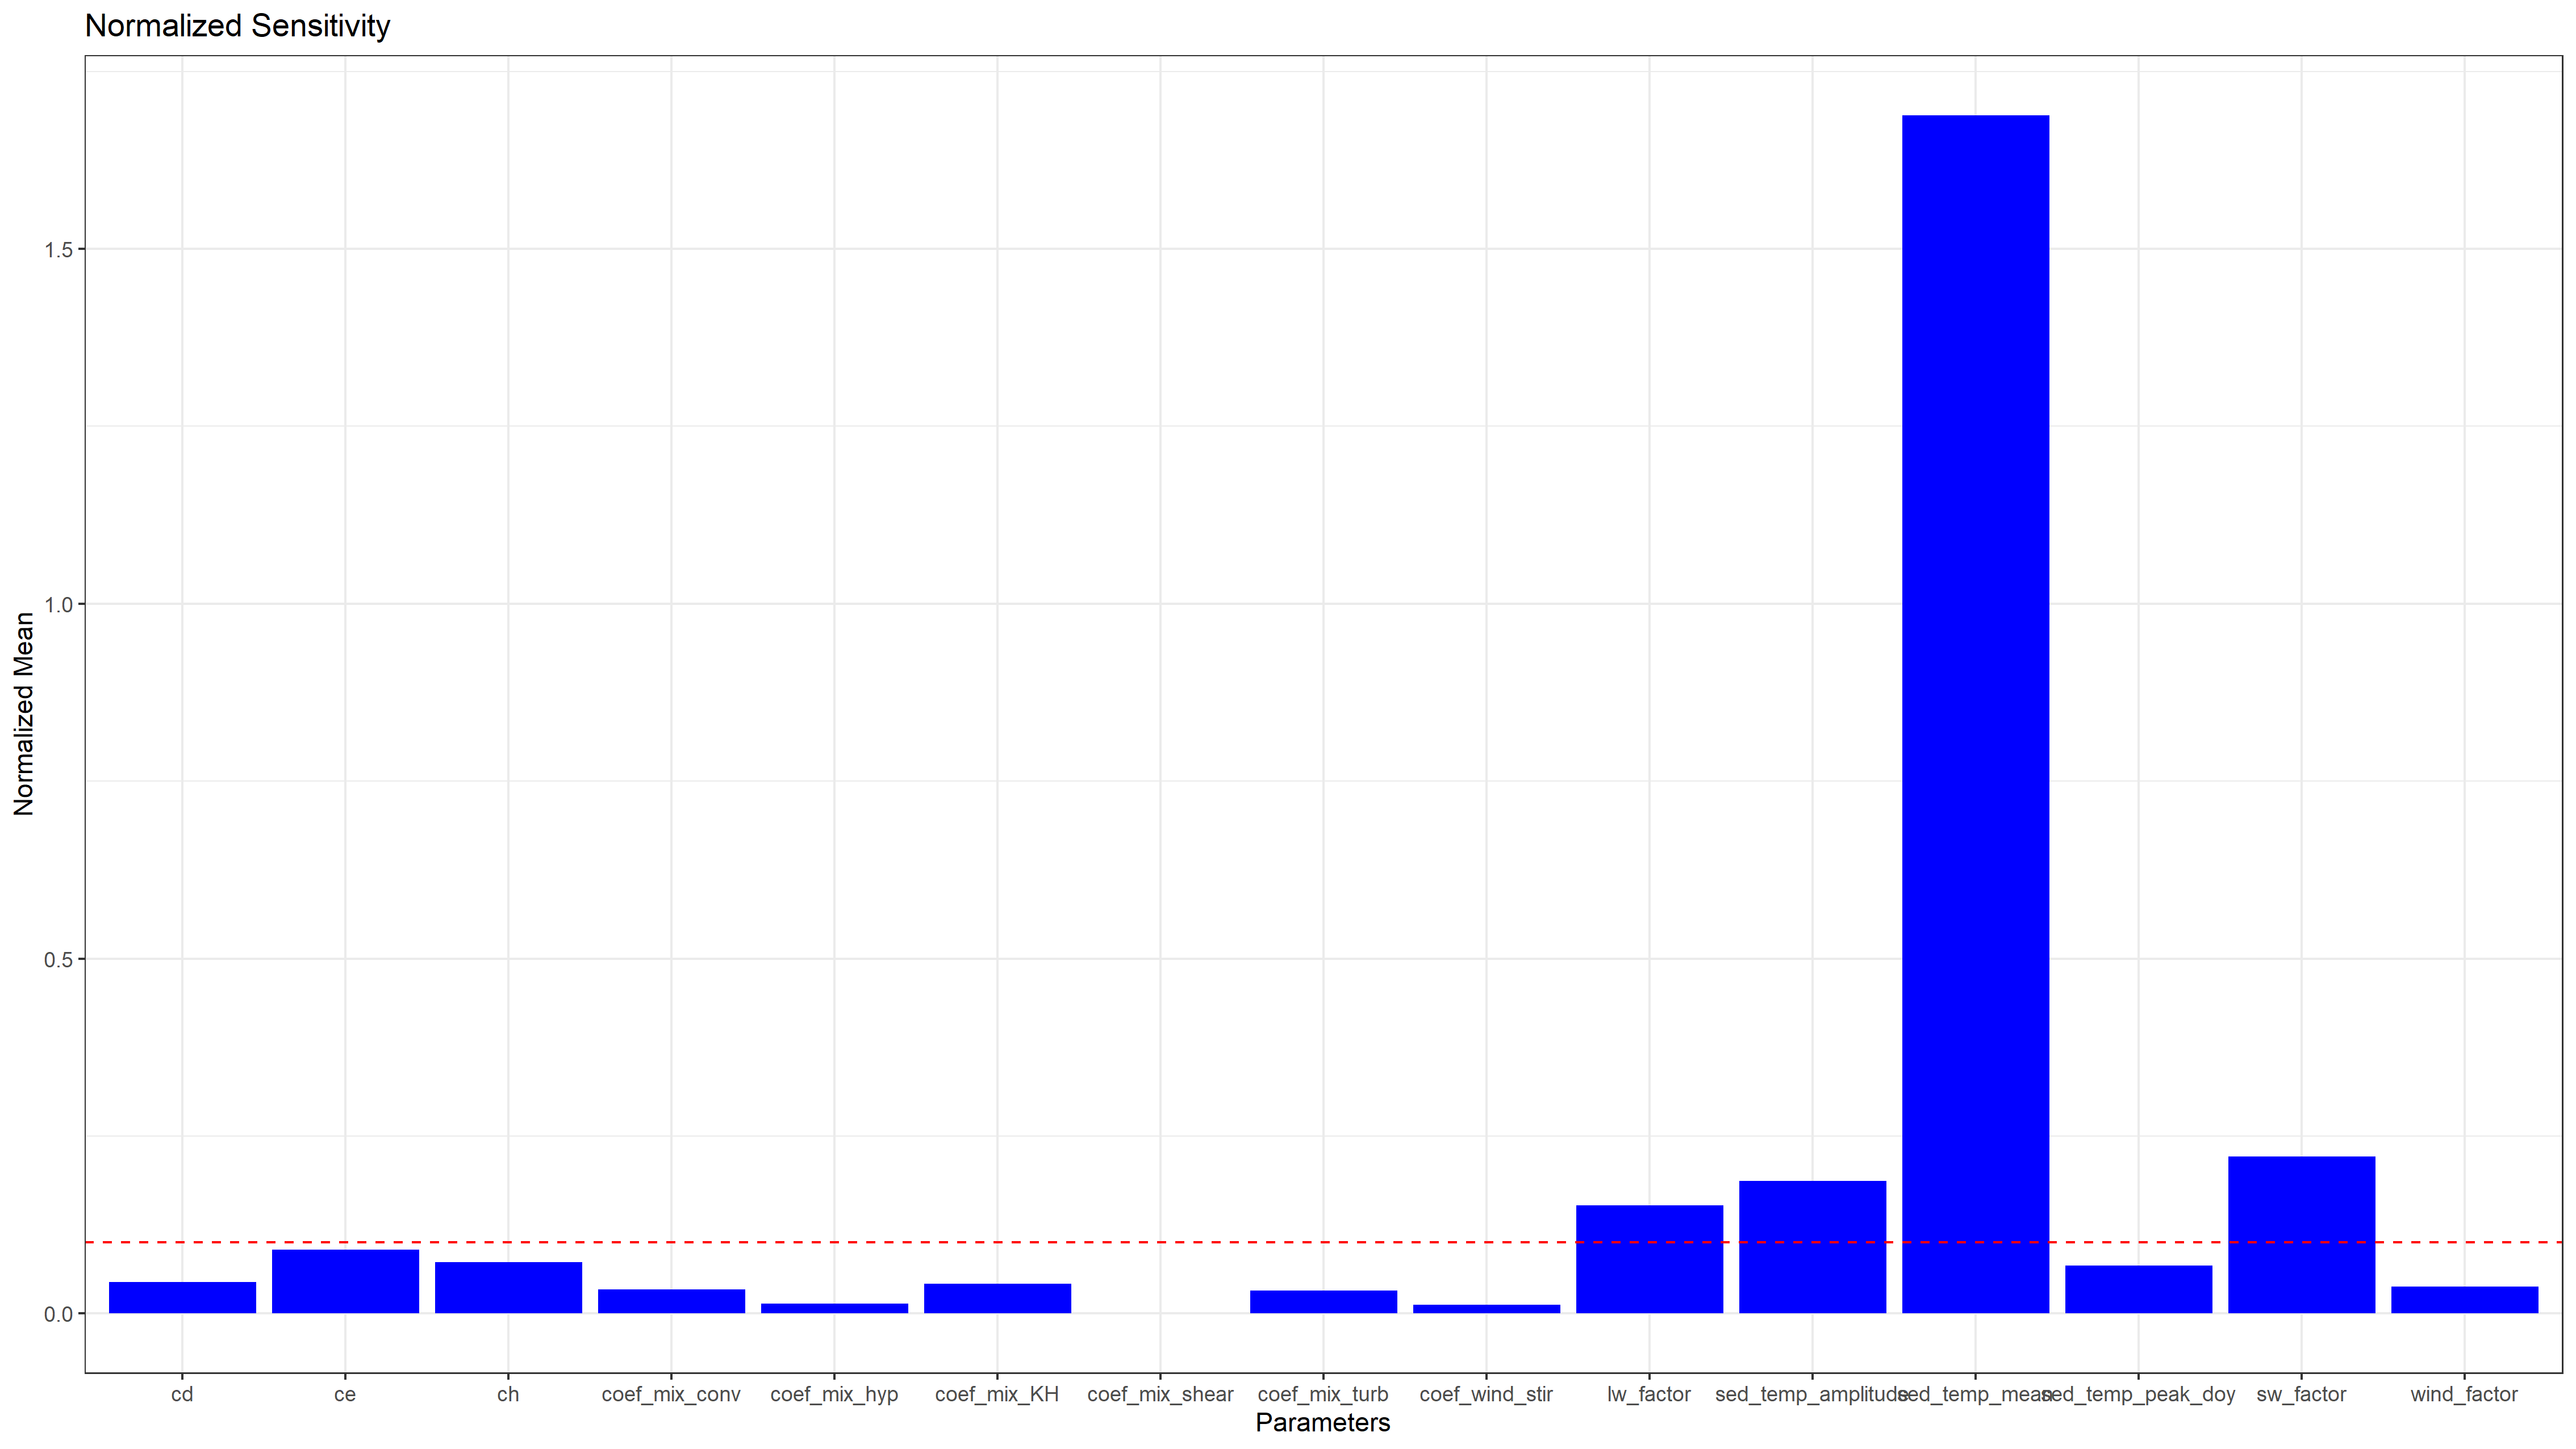 Normalized Sensitivity
Normalized Mean
1.5
1.0
0.5
0.0
cd ce ch coef_mix_conv coef_mix_hyp coef_mix_KH coef_mix_shear coef_mix_turb coef_wind_stir lw_factor sed_temp_amplitude sed_temp_mean sed_temp_peak_doy sw_factor wind_factor
Parameters